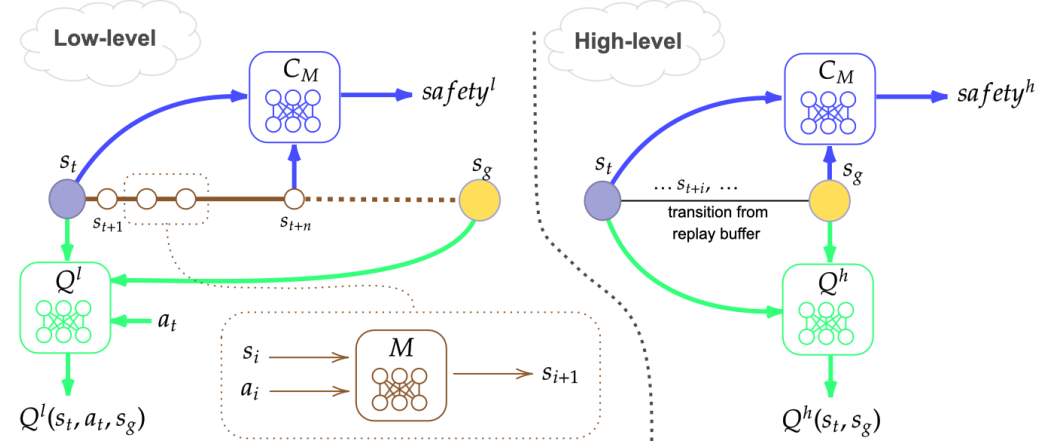 Low-level
C_M
safety^l
s_t
s_g
s_{t+1}
s_{t+n}
Q^l
a_t
s_i
a_i
M
s_{i+1}
Q^l(s_t, a_t, s_g)
High-level
C_M
safety^h
s_t
s_g
... s_{t+i}, ...
transition from
replay buffer
Q^h
Q^h(s_t, s_g)